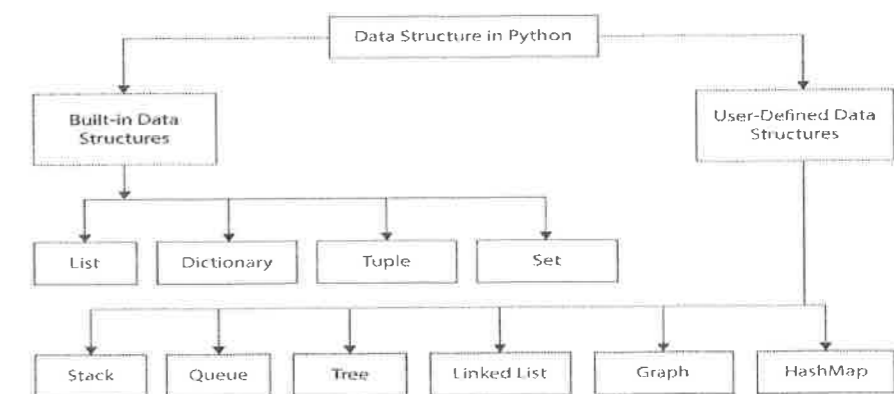 Data Structure in Python
Built-in Data
Structures
User-Defined Data
Structures
List
Dictionary
Tuple
Set
Stack
Queue
Tree
Linked List
Graph
HashMap